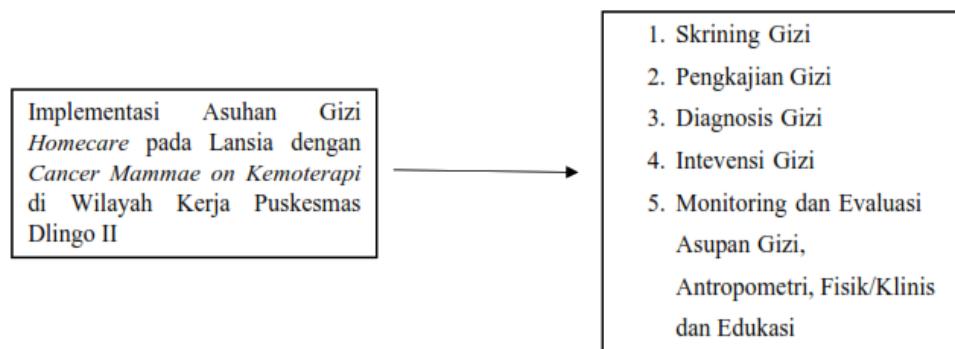 Implementasi Asuhan Gizi
Homecare pada Lansia dengan
Cancer Mammae on Kemoterapi
di Wilayah Kerja Puskesmas
Dlingo II
1. Skrining Gizi
2. Pengkajian Gizi
3. Diagnosis Gizi
4. Intevensi Gizi
5. Monitoring dan Evaluasi
Asupan Gizi,
Antropometri, Fisik/Klinis
dan Edukasi